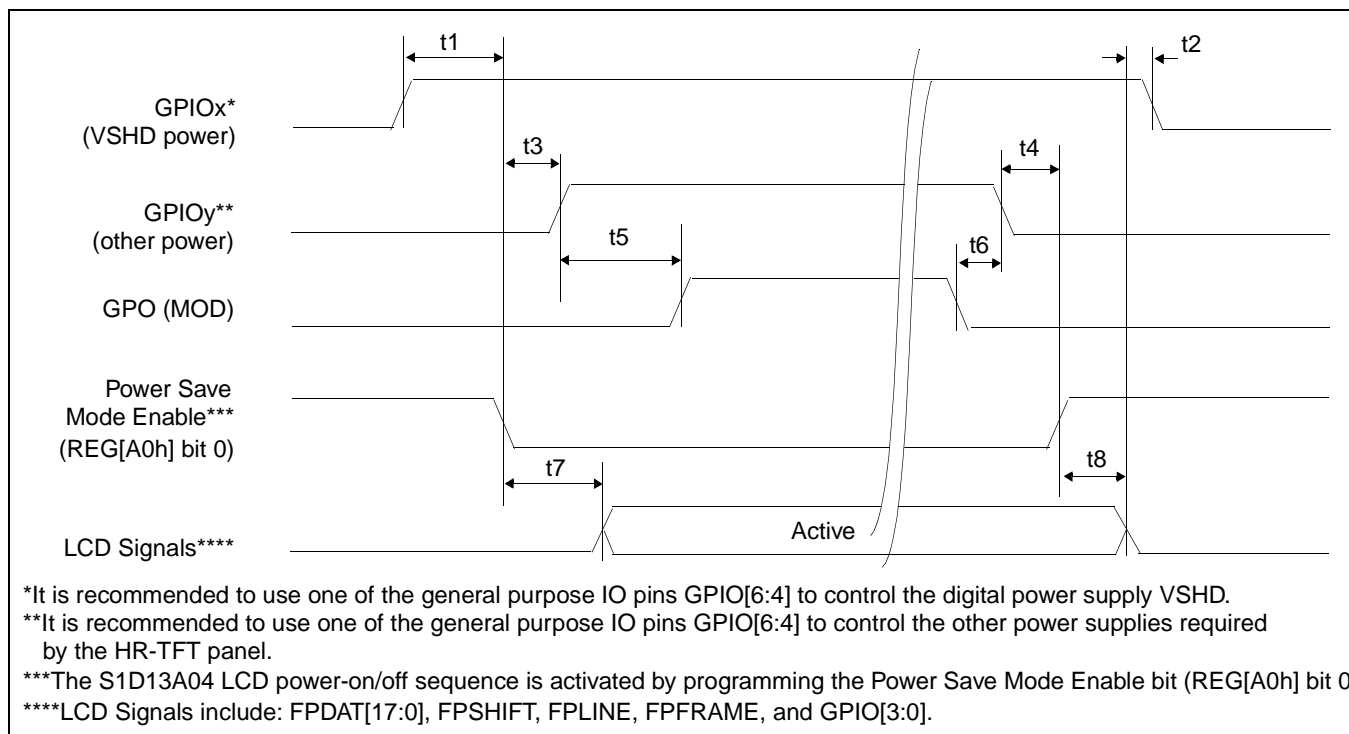 t1
t2
GPIOx*
(VSHD power)
t3
t4
GPIOy**
(other power)
t5
t6
GPO (MOD)
Power Save
Mode Enable***
(REG[A0h] bit 0)
t7
t8
Active
LCD Signals****
*It is recommended to use one of the general purpose IO pins GPIO[6:4] to control the digital power supply VSHD.
**It is recommended to use one of the general purpose IO pins GPIO[6:4] to control the other power supplies required
by the HR-TFT panel.
***The S1D13A04 LCD power-on/off sequence is activated by programming the Power Save Mode Enable bit (REG[A0h] bit 0
****LCD Signals include: FPDAT[17:0], FPSHIFT, FPLINE, FPFRAME, and GPIO[3:0].